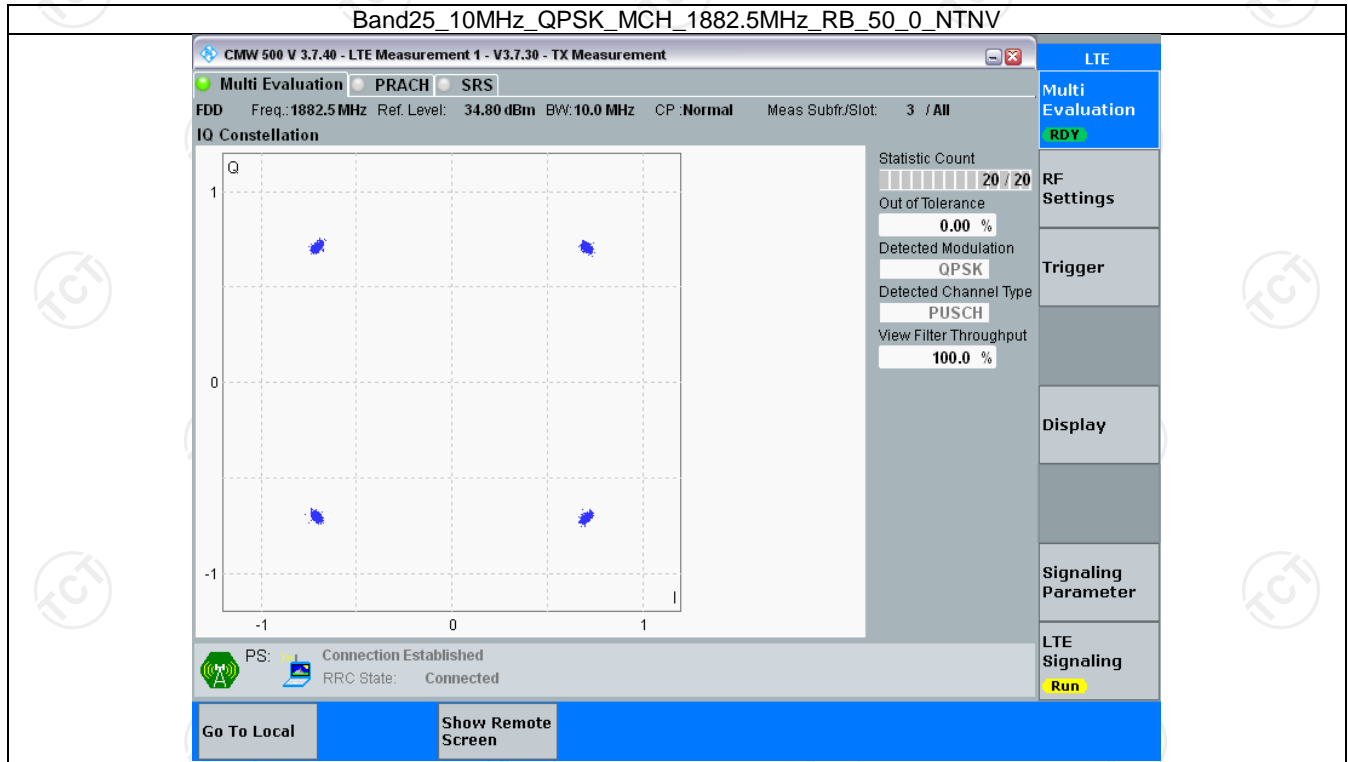 Band25_10MHz_QPSK_MCH_1882.5MHz_RB_50_0_NTNV
CMW 500 V 3.7.40 - LTE Measurement 1 - V3.7.30 - TX Measurement
LTE
Multi Evaluation PRACH SRS
FDD Freq.: 1882.5 MHz Ref. Level: 34.80 dBm BW: 10.0 MHz CP : Normal Meas Subfr./Slot: 3 / All
IQ Constellation
Q
1
0
-1
I
-1 0 1
Statistic Count
20 / 20
Out of Tolerance
0.00 %
Detected Modulation
QPSK
Detected Channel Type
PUSCH
View Filter Throughput
100.0 %
Multi
Evaluation
RDY
RF
Settings
Trigger
Display
Signaling
Parameter
LTE
Signaling
Run
PS: Connection Established
RRC State: Connected
Go To Local
Show Remote
Screen
TCT
TCT
TCT
TCT